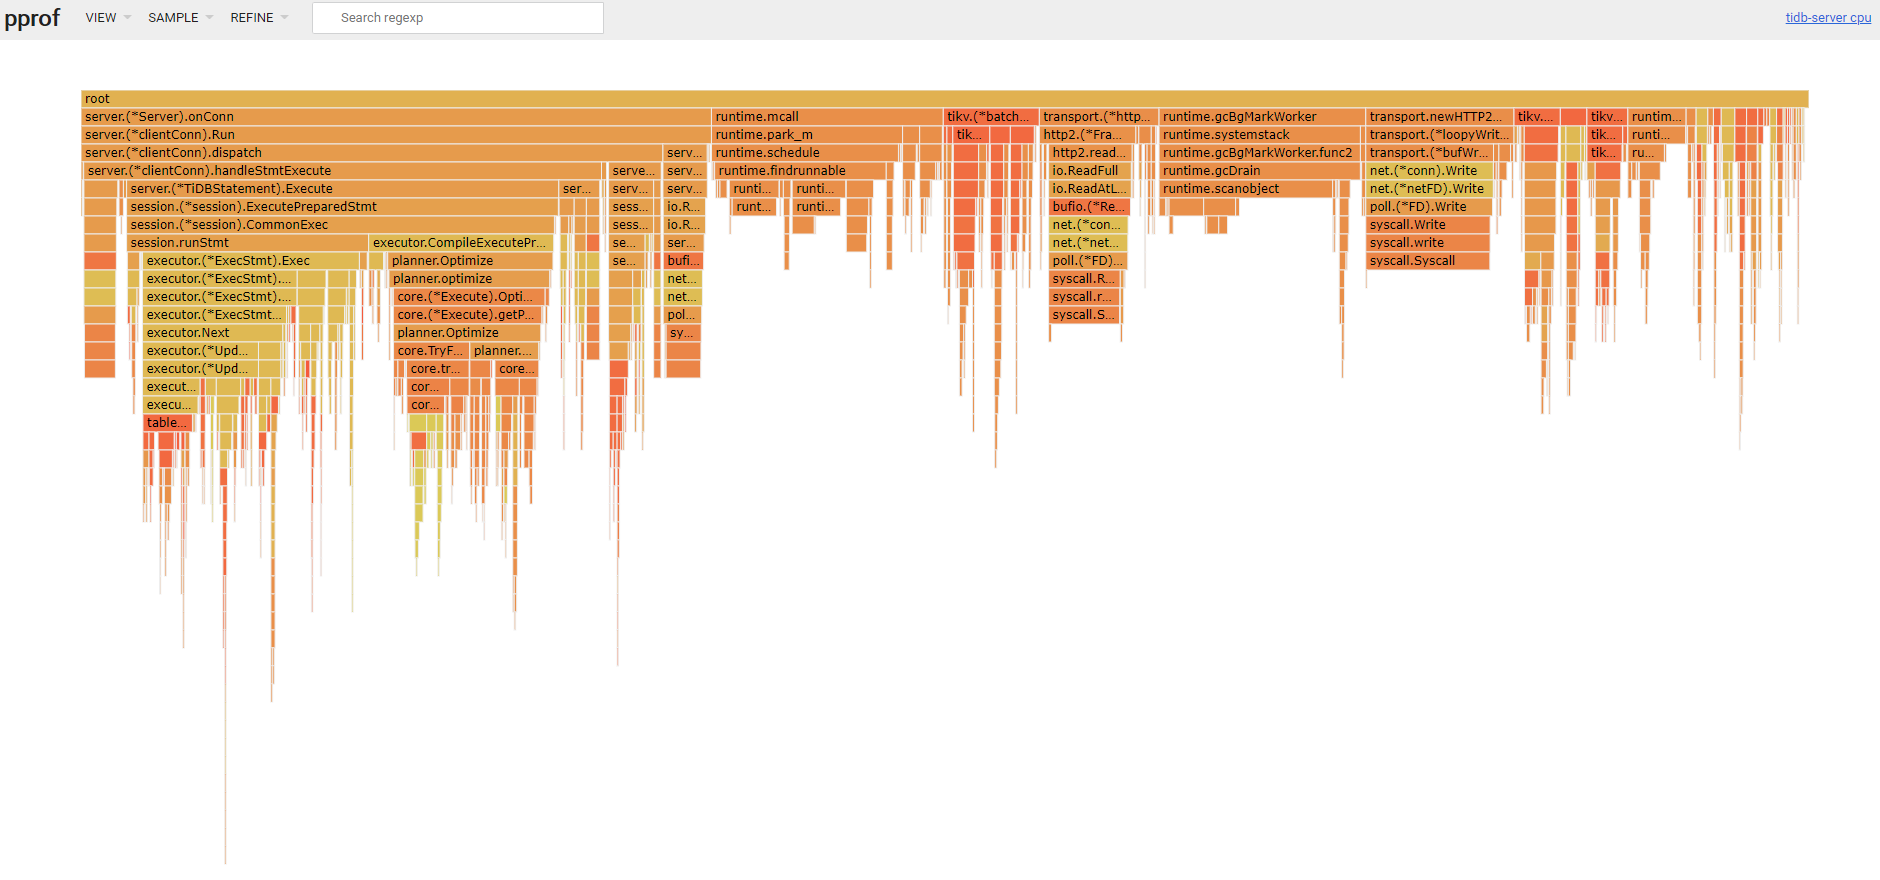 pprof VIEW SAMPLE REFINE Search regexp tidb-server cpu
root
server.(*Server).onConn runtime.mcall tikv.(*batch... transport.(*http... runtime.gcBgMarkWorker transport.newHTTP2... tikv.... tikv... runtim...
server.(*clientConn).Run runtime.park_m tik... http2.(*Fra... runtime.systemstack transport.(*loopyWrit... tik... runti...
server.(*clientConn).dispatch serv... runtime.schedule http2.read... runtime.gcBgMarkWorker.func2 transport.(*bufWr... tik... ru...
server.(*clientConn).handleStmtExecute serve... serv... runtime.findrunnable io.ReadFull runtime.gcDrain net.(*conn).Write
server.(*TiDBStatement).Execute ser... serv... serv... runti... runti... io.ReadAtL... runtime.scanobject net.(*netFD).Write
session.(*session).ExecutePreparedStmt sess... io.R... runt... runti... bufio.(*Re... poll.(*FD).Write
session.(*session).CommonExec sess... io.R... net.(*con... syscall.Write
session.runStmt executor.CompileExecutePr... se... ser... net.(*net... syscall.write
executor.(*ExecStmt).Exec planner.Optimize se... bufi... poll.(*FD).... syscall.Syscall
executor.(*ExecStmt).... planner.optimize net... syscall.R...
executor.(*ExecStmt).... core.(*Execute).Opti... net... syscall.r...
executor.(*ExecStmt... core.(*Execute).getP... pol... syscall.S...
executor.Next planner.Optimize sy...
executor.(*Upd... core.TryF... planner....
executor.(*Upd... core.tr... core...
execut... cor...
execu... cor...
table...